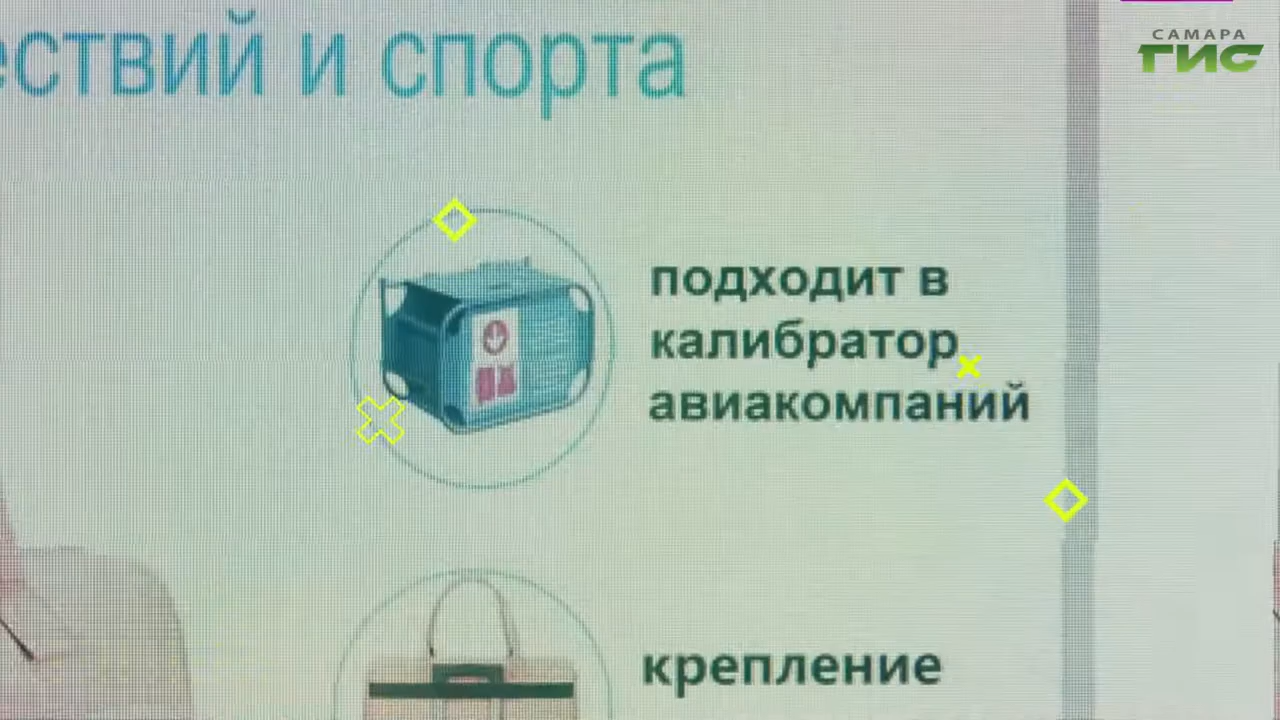 ествий и спорта
САМАРА
ГИС
подходит в
калибратор
авиакомпаний
крепление